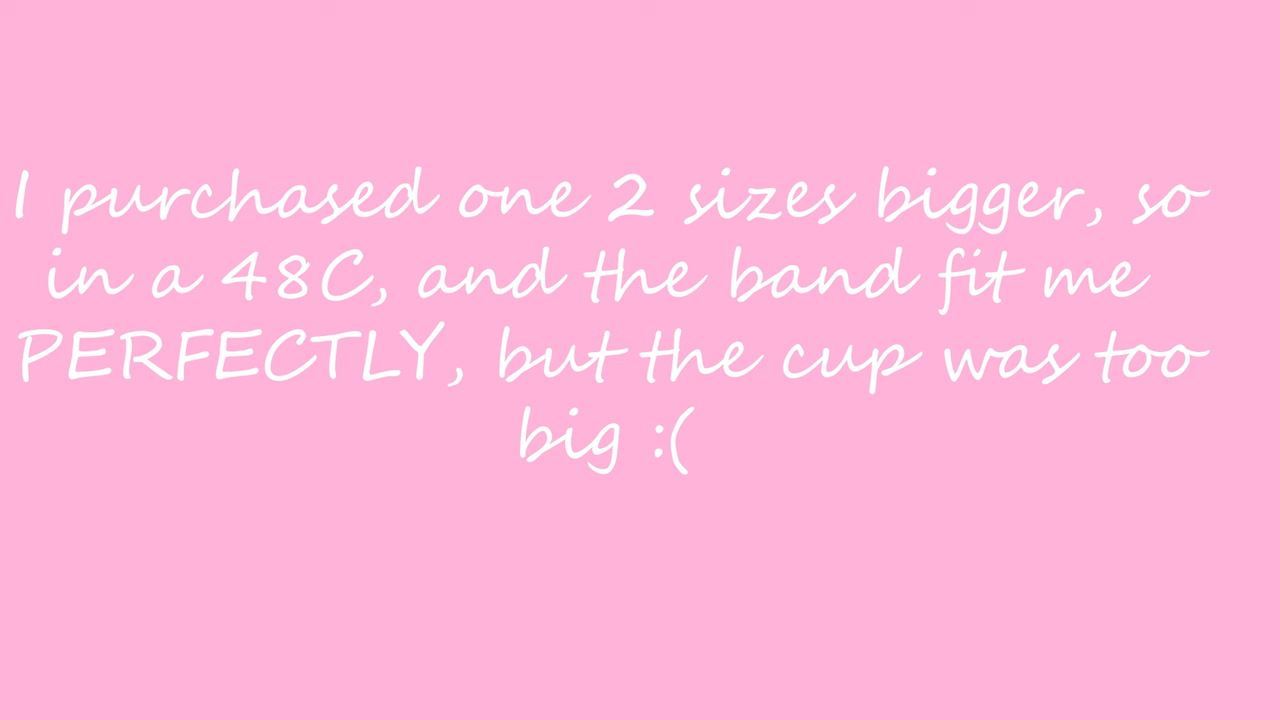 I purchased one 2 sizes bigger, so
in a 48C, and the band fit me
PERFECTLY, but the cup was too
big :(